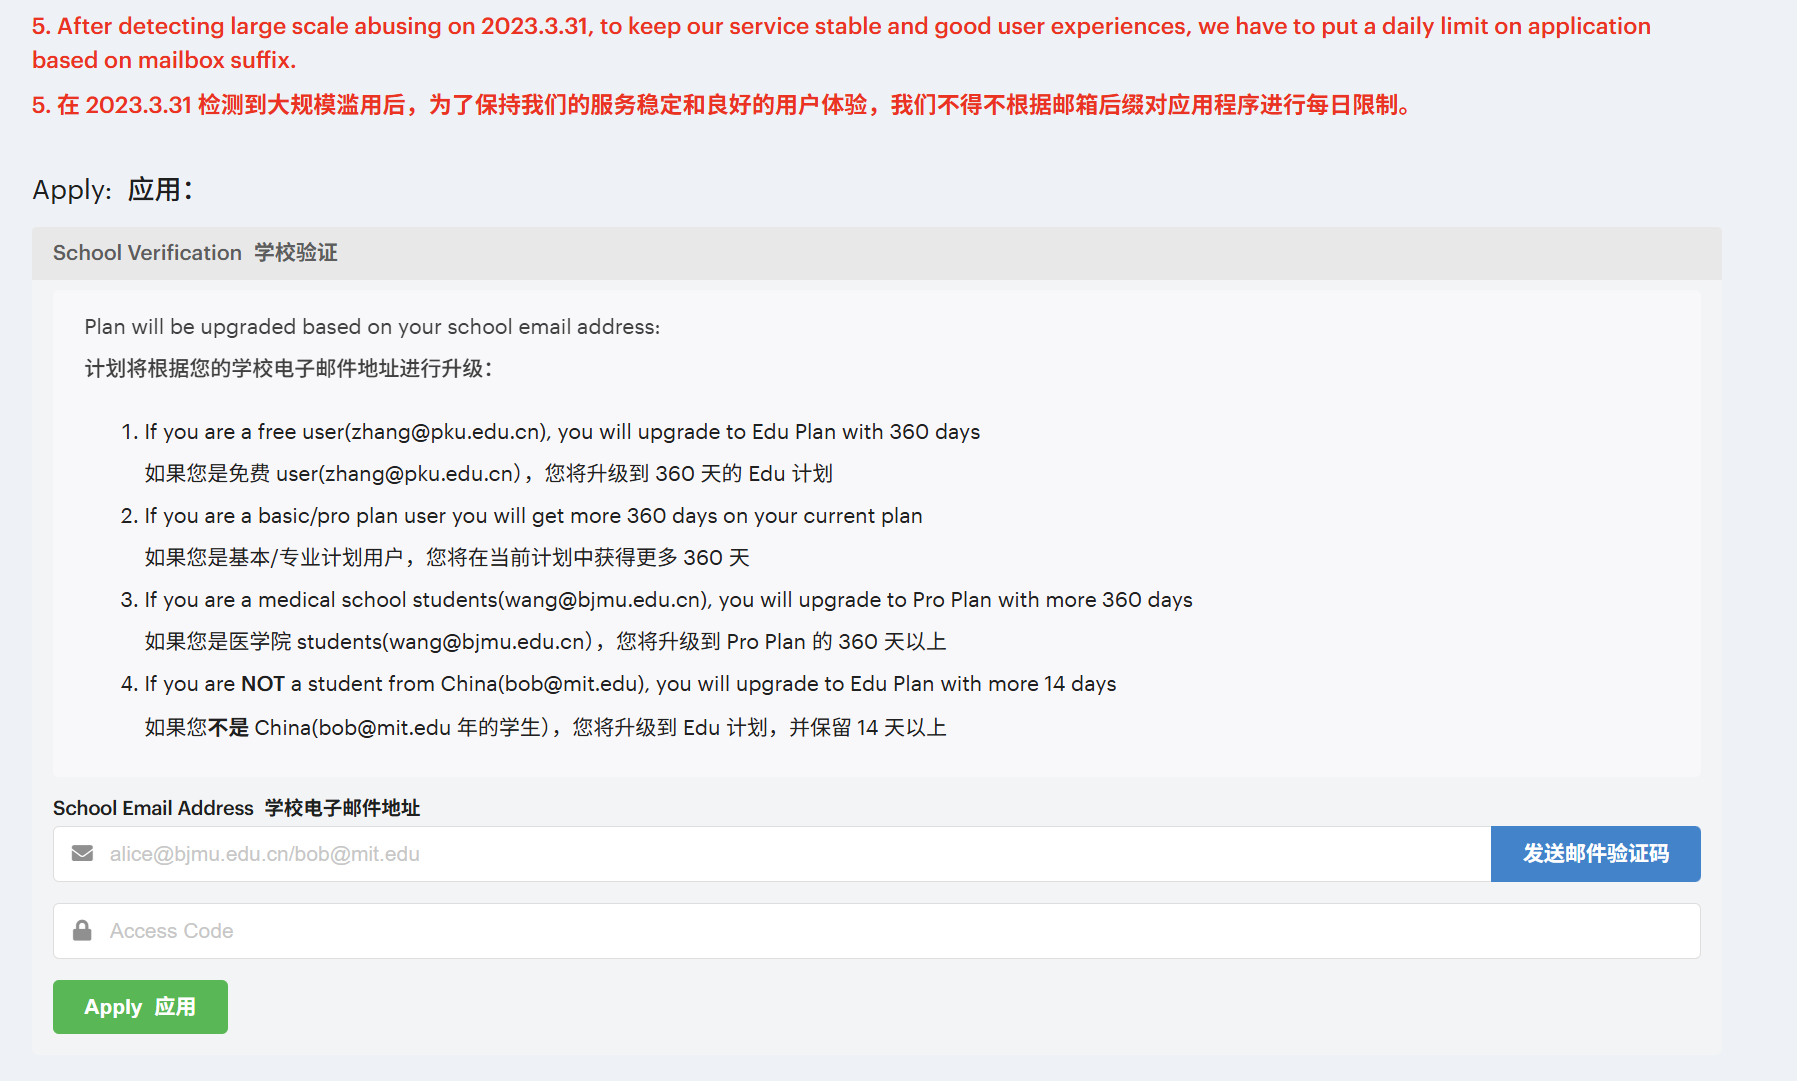 5. After detecting large scale abusing on 2023.3.31, to keep our service stable and good user experiences, we have to put a daily limit on application
based on mailbox suffix.
5. 在 2023.3.31 检测到大规模滥用后，为了保持我们的服务稳定和良好的用户体验，我们不得不根据邮箱后缀对应用程序进行每日限制。
Apply: 应用：
School Verification 学校验证
Plan will be upgraded based on your school email address:
计划将根据您的学校电子邮件地址进行升级：
1. If you are a free user(zhang@pku.edu.cn), you will upgrade to Edu Plan with 360 days
如果您是免费 user(zhang@pku.edu.cn），您将升级到 360 天的 Edu 计划
2. If you are a basic/pro plan user you will get more 360 days on your current plan
如果您是基本/专业计划用户，您将在当前计划中获得更多 360 天
3. If you are a medical school students(wang@bjmu.edu.cn), you will upgrade to Pro Plan with more 360 days
如果您是医学院 students(wang@bjmu.edu.cn），您将升级到 Pro Plan 的 360 天以上
4. If you are NOT a student from China(bob@mit.edu), you will upgrade to Edu Plan with more 14 days
如果您不是 China(bob@mit.edu 年的学生），您将升级到 Edu 计划，并保留 14 天以上
School Email Address 学校电子邮件地址
alice@bjmu.edu.cn/bob@mit.edu 发送邮件验证码
Access Code
Apply 应用